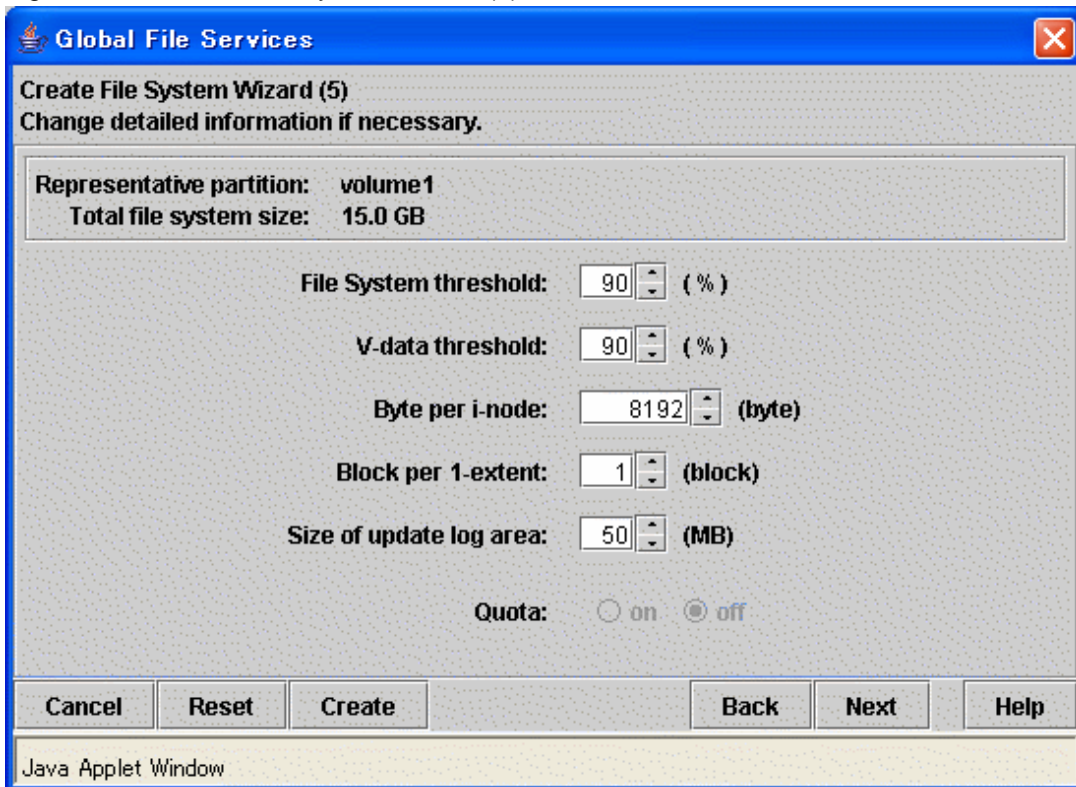 Global File Services
Create File System Wizard (5)
Change detailed information if necessary.
Representative partition: volume1
Total file system size: 15.0 GB
File System threshold: 90 (%)
V-data threshold: 90 (%)
Byte per i-node: 8192 (byte)
Block per 1-extent: 1 (block)
Size of update log area: 50 (MB)
Quota: on off
Cancel Reset Create Back Next Help
Java Applet Window